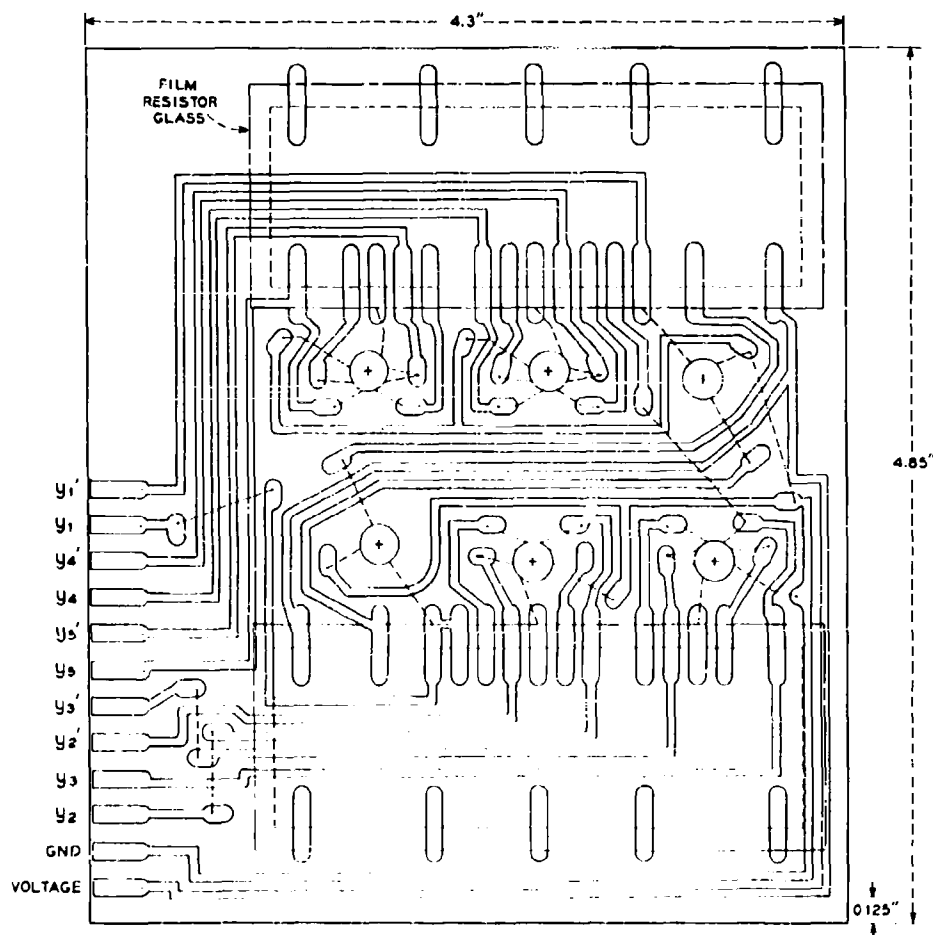 4.3"
FILM
RESISTOR
GLASS
4.85"
y1'
y1
y4'
y4
y5'
y5
y3'
y2'
y3
y2
GND
VOLTAGE
0.125"